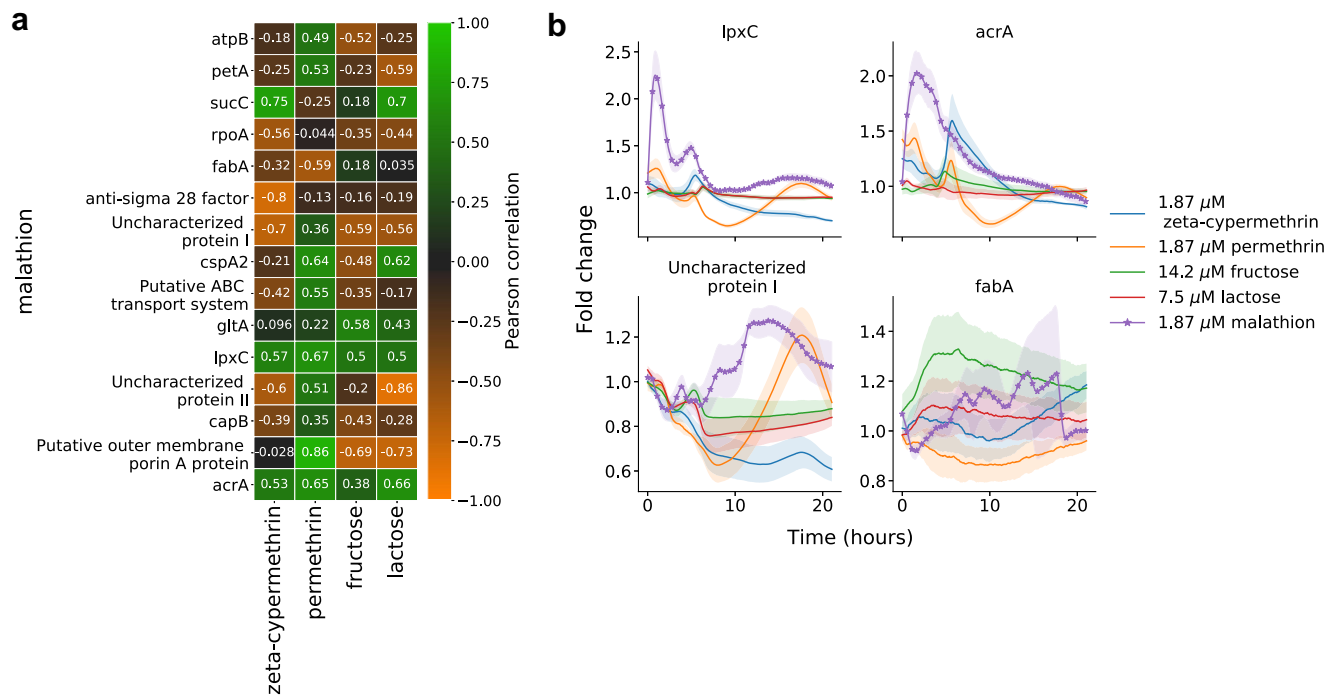 a
malathion
atpB -0.18 0.49 -0.52 -0.25
petA -0.25 0.53 -0.23 -0.59
sucC 0.75 -0.25 0.18 0.7
rpoA -0.56 -0.044 -0.35 -0.44
fabA -0.32 -0.59 0.18 0.035
anti-sigma 28 factor -0.8 -0.13 -0.16 -0.19
Uncharacterized
protein I -0.7 0.36 -0.59 -0.56
cspA2 -0.21 0.64 -0.48 0.62
Putative ABC
transport system -0.42 0.55 -0.35 -0.17
gltA 0.096 0.22 0.58 0.43
lpxC 0.57 0.67 0.5 0.5
Uncharacterized
protein II -0.6 0.51 -0.2 -0.86
capB -0.39 0.35 -0.43 -0.28
Putative outer membrane
porin A protein -0.028 0.86 -0.69 -0.73
acrA 0.53 0.65 0.38 0.66
zeta-cypermethrin
permethrin
fructose
lactose
1.00
0.75
0.50
0.25
0.00
−0.25
−0.50
−0.75
−1.00
Pearson correlation
b
Fold change
lpxC
2.5
2.0
1.5
1.0
acrA
2.0
1.5
1.0
Uncharacterized
protein I
1.2
1.0
0.8
0.6
0 10 20
fabA
1.4
1.2
1.0
0.8
0 10 20
Time (hours)
1.87 μM
zeta-cypermethrin
1.87 μM permethrin
14.2 μM fructose
7.5 μM lactose
1.87 μM malathion